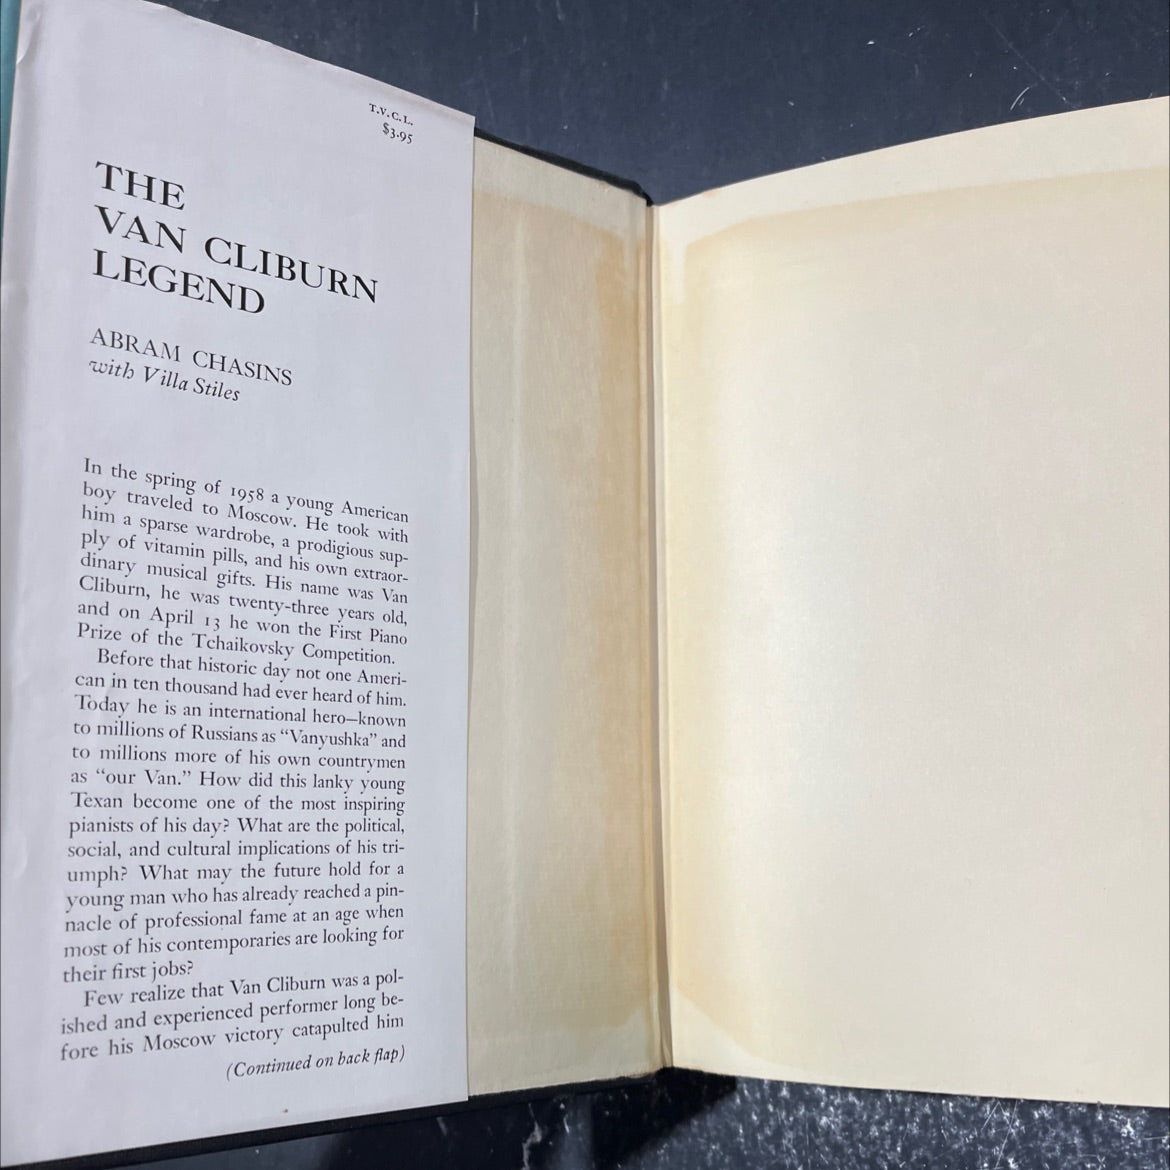 T.V.C.L.
$3.95
THE
VAN CLIBURN
LEGEND
ABRAM CHASINS
with Villa Stiles
In the spring of 1958 a young American
boy traveled to Moscow. He took with
him a sparse wardrobe, a prodigious sup-
ply of vitamin pills, and his own extraor-
dinary musical gifts. His name was Van
Cliburn, he was twenty-three years old,
and on April 13 he won the First Piano
Prize of the Tchaikovsky Competition.
Before that historic day not one Ameri-
can in ten thousand had ever heard of him.
Today he is an international hero—known
to millions of Russians as “Vanyushka” and
to millions more of his own countrymen
as “our Van.” How did this lanky young
Texan become one of the most inspiring
pianists of his day? What are the political,
social, and cultural implications of his tri-
umph? What may the future hold for a
young man who has already reached a pin-
nacle of professional fame at an age when
most of his contemporaries are looking for
their first jobs?
Few realize that Van Cliburn was a pol-
ished and experienced performer long be-
fore his Moscow victory catapulted him
(Continued on back flap)